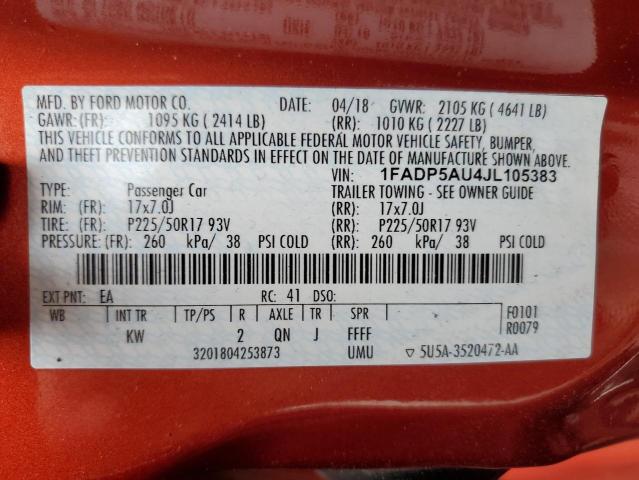 MFD. BY FORD MOTOR CO. DATE: 04/18 GVWR: 2105 KG ( 4641 LB)
GAWR:(FR): 1095 KG ( 2414 LB) (RR): 1010 KG ( 2227 LB)
THIS VEHICLE CONFORMS TO ALL APPLICABLE FEDERAL MOTOR VEHICLE SAFETY, BUMPER,
AND THEFT PREVENTION STANDARDS IN EFFECT ON THE DATE OF MANUFACTURE SHOWN ABOVE.
VIN: 1FADP5AU4JL105383
TYPE: Passenger Car TRAILER TOWING - SEE OWNER GUIDE
RIM: (FR): 17x7.0J (RR): 17x7.0J
TIRE: (FR): P225/50R17 93V (RR): P225/50R17 93V
PRESSURE: (FR): 260 kPa/ 38 PSI COLD (RR): 260 kPa/ 38 PSI COLD
EXT PNT: EA RC: 41 DSO:
WB INT TR TP/PS R AXLE TR SPR F0101
KW 2 QN J FFFF R0079
3201804253873 UMU ▽ 5U5A-3520472-AA